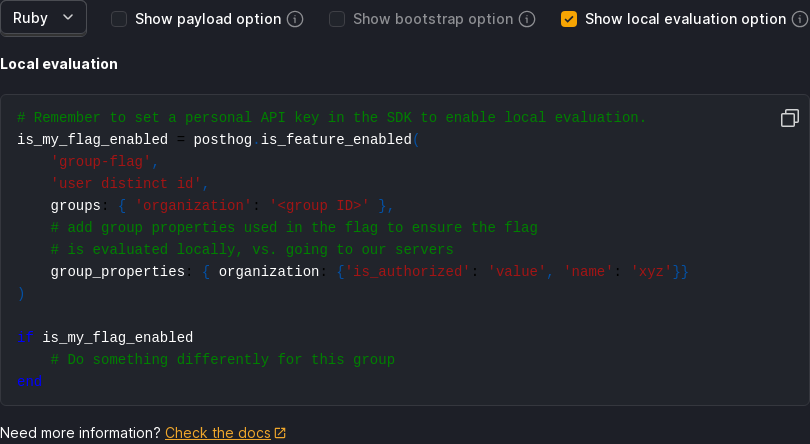 Ruby
Show payload option
Show bootstrap option
Show local evaluation option
Local evaluation
# Remember to set a personal API key in the SDK to enable local evaluation.
is_my_flag_enabled = posthog.is_feature_enabled(
    'group-flag',
    'user distinct id',
    groups: { 'organization': '<group ID>' },
    # add group properties used in the flag to ensure the flag
    # is evaluated locally, vs. going to our servers
    group_properties: { organization: {'is_authorized': 'value', 'name': 'xyz'}}
)
if is_my_flag_enabled
    # Do something differently for this group
end
Need more information? Check the docs